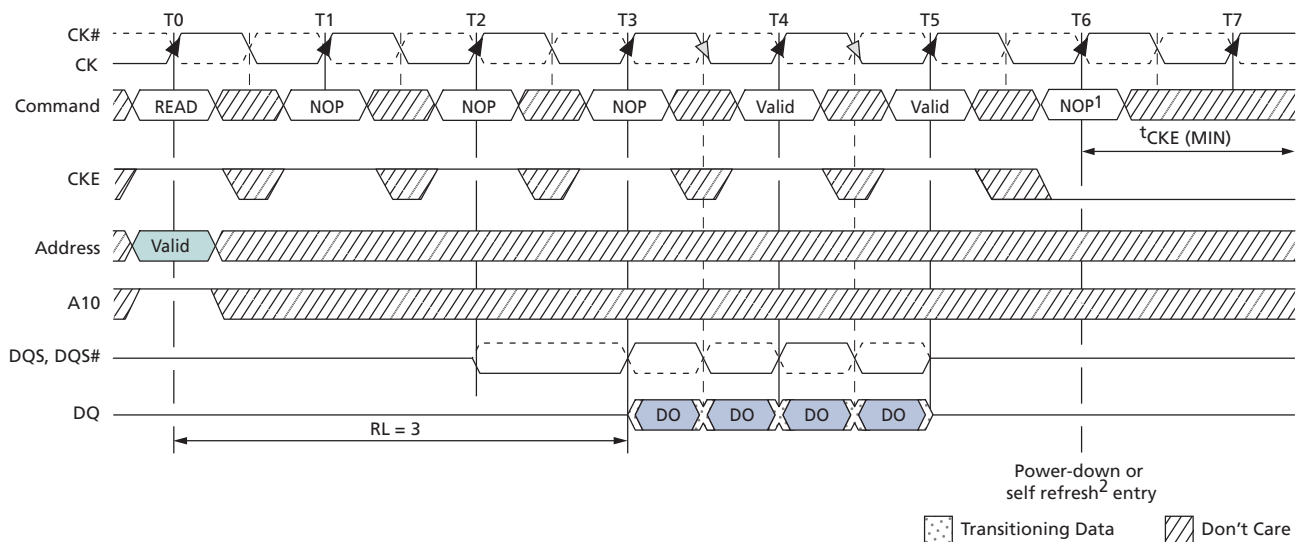 T0 T1 T2 T3 T4 T5 T6 T7
CK#
CK
Command READ NOP NOP NOP Valid Valid NOP1
tCKE (MIN)
CKE
Address Valid
A10
DQS, DQS#
DQ DO DO DO DO
RL = 3
Power-down or
self refresh2 entry
Transitioning Data Don't Care